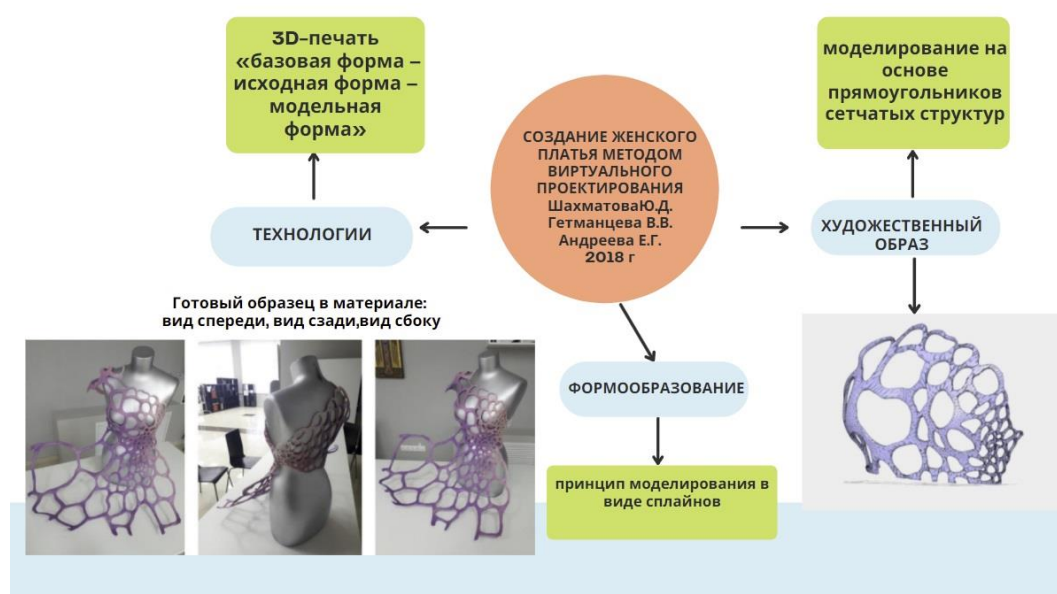 3D-печать
«базовая форма –
исходная форма –
модельная
форма»
моделирование на
основе
прямоугольников
сетчатых структур
СОЗДАНИЕ ЖЕНСКОГО
ПЛАТЬЯ МЕТОДОМ
ВИРТУАЛЬНОГО
ПРОЕКТИРОВАНИЯ
ШахматоваЮ.Д.
Гетманцева В.В.
Андреева Е.Г.
2018 г
ТЕХНОЛОГИИ
ХУДОЖЕСТВЕННЫЙ
ОБРАЗ
Готовый образец в материале:
вид спереди, вид сзади,вид сбоку
ФОРМООБРАЗОВАНИЕ
принцип моделирования в
виде сплайнов